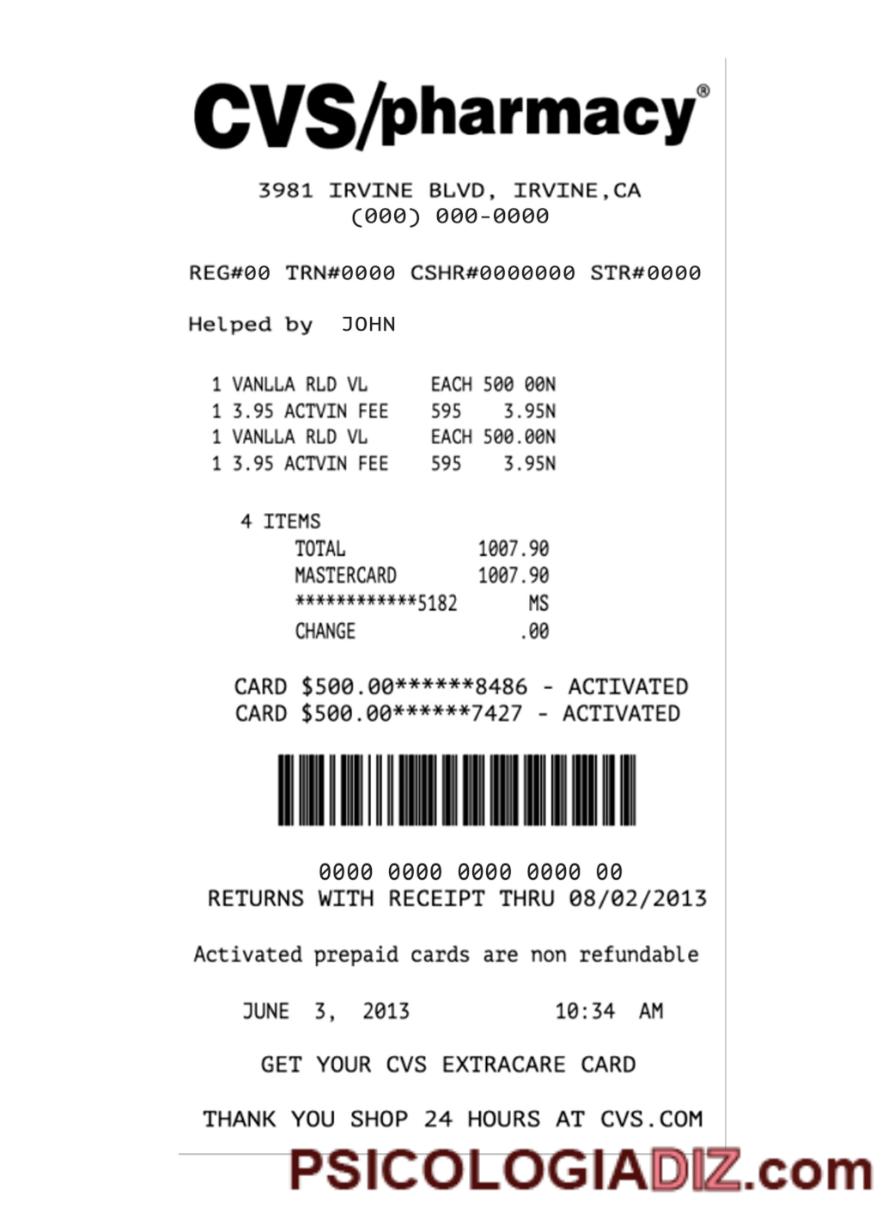 CVS/pharmacy®
3981 IRVINE BLVD, IRVINE,CA
(000) 000-0000
REG#00 TRN#0000 CSHR#0000000 STR#0000
Helped by JOHN
1 VANLLA RLD VL EACH 500 00N
1 3.95 ACTVIN FEE 595 3.95N
1 VANLLA RLD VL EACH 500.00N
1 3.95 ACTVIN FEE 595 3.95N
4 ITEMS
TOTAL 1007.90
MASTERCARD 1007.90
************5182 MS
CHANGE .00
CARD $500.00******8486 - ACTIVATED
CARD $500.00******7427 - ACTIVATED
0000 0000 0000 0000 00
RETURNS WITH RECEIPT THRU 08/02/2013
Activated prepaid cards are non refundable
JUNE 3, 2013 10:34 AM
GET YOUR CVS EXTRACARE CARD
THANK YOU SHOP 24 HOURS AT CVS.COM
PSICOLOGIADIZ.com